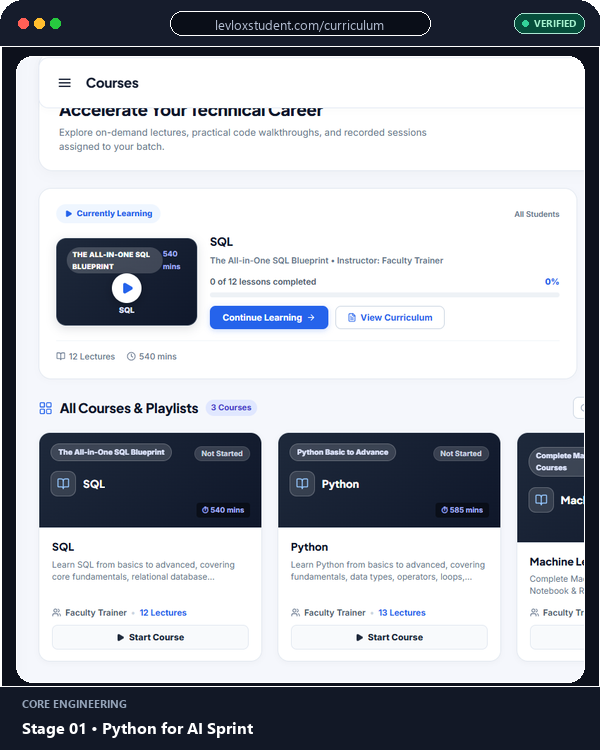 levloxstudent.com/curriculum
VERIFIED
Courses
Accelerate Your Technical Career
Explore on-demand lectures, practical code walkthroughs, and recorded sessions
assigned to your batch.
Currently Learning
All Students
THE ALL-IN-ONE SQL
BLUEPRINT
540
mins
SQL
SQL
The All-in-One SQL Blueprint • Instructor: Faculty Trainer
0 of 12 lessons completed
0%
Continue Learning →
View Curriculum
12 Lectures
540 mins
All Courses & Playlists
3 Courses
The All-in-One SQL Blueprint
Not Started
SQL
540 mins
SQL
Learn SQL from basics to advanced, covering
core fundamentals, relational database...
Faculty Trainer • 12 Lectures
Start Course
Python Basic to Advance
Not Started
Python
585 mins
Python
Learn Python from basics to advanced, covering
fundamentals, data types, operators, loops,...
Faculty Trainer • 13 Lectures
Start Course
Complete Ma
Courses
Mach
Machine Le
Complete Mac
Notebook & R
Faculty Tr
CORE ENGINEERING
Stage 01 • Python for AI Sprint